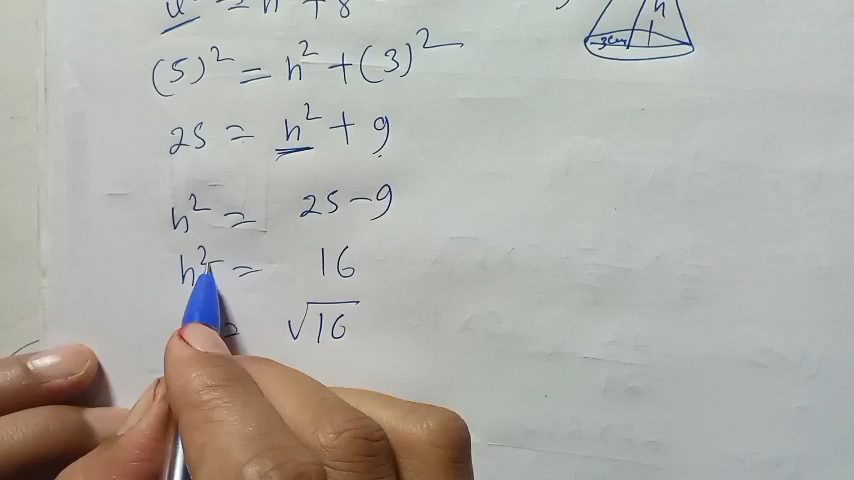 h
3cm
(5)² = h² + (3)²
25 = h² + 9
h² = 25 - 9
h² = 16
= √16